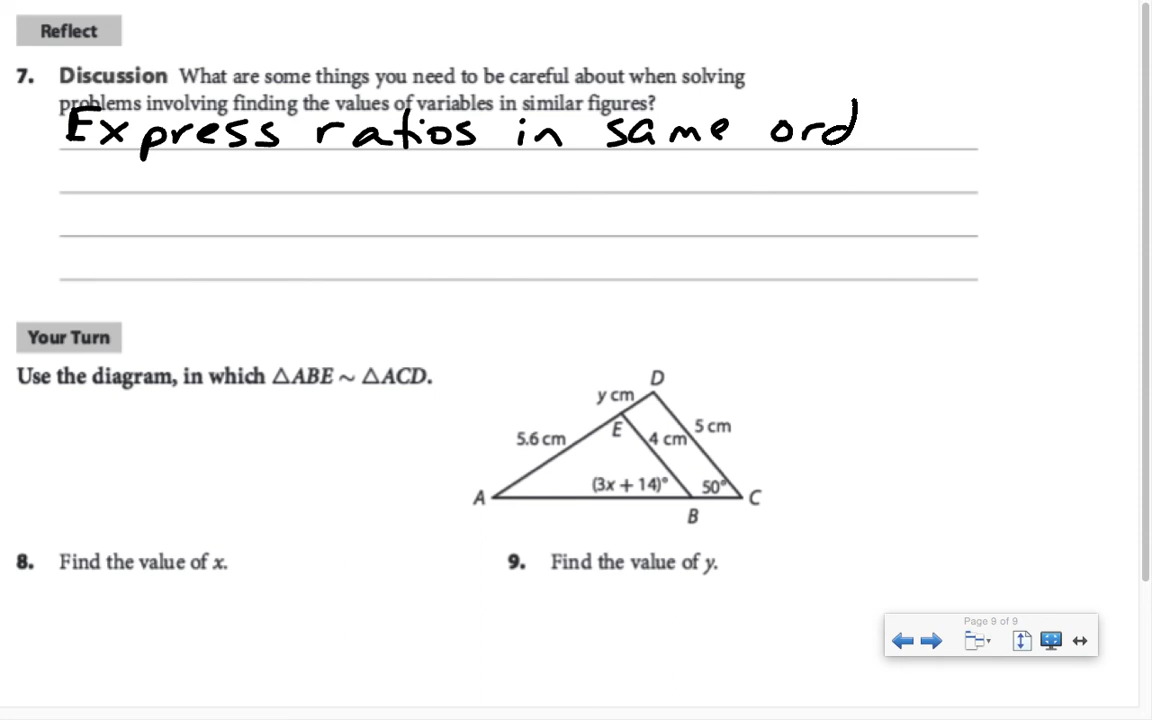 Reflect
7. Discussion What are some things you need to be careful about when solving
problems involving finding the values of variables in similar figures?
Express ratios in same ord
Your Turn
Use the diagram, in which △ABE ~ △ACD.
D
y cm
E
5 cm
5.6 cm
4 cm
(3x + 14)°
50°
A
C
B
8. Find the value of x.
9. Find the value of y.
Page 9 of 9